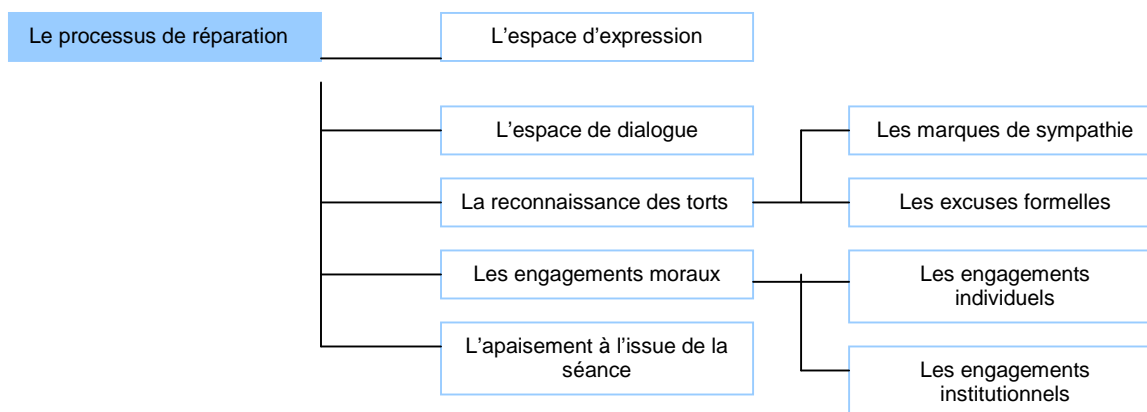 Le processus de réparation
L’espace d’expression
L’espace de dialogue
La reconnaissance des torts
Les engagements moraux
L’apaisement à l’issue de la
séance
Les marques de sympathie
Les excuses formelles
Les engagements
individuels
Les engagements
institutionnels